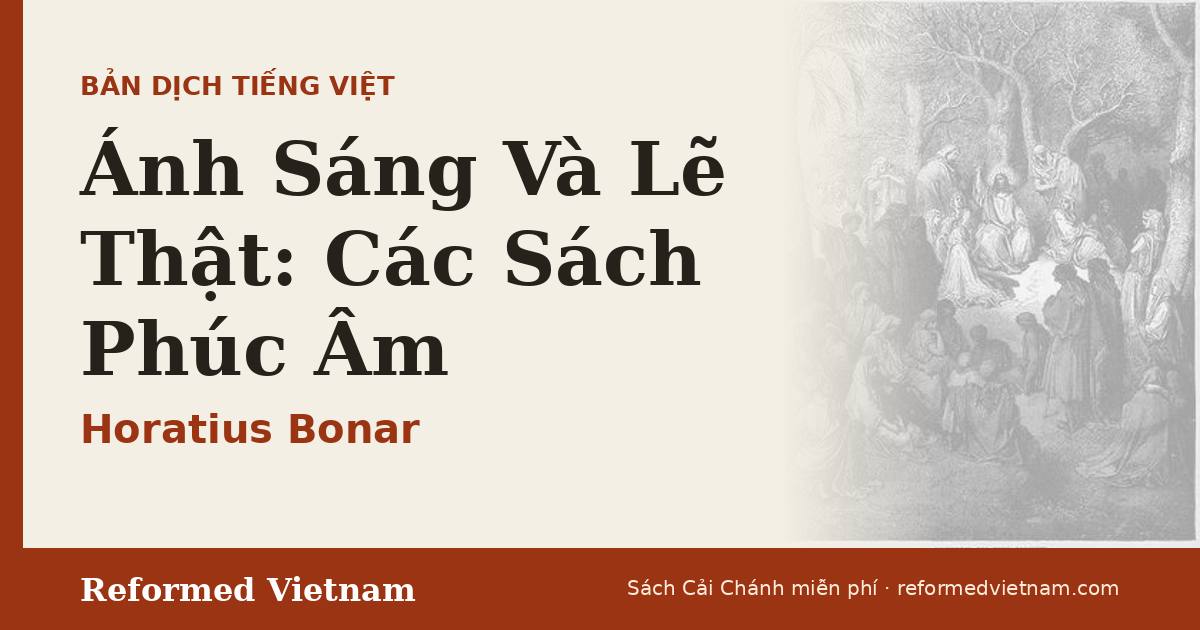 BẢN DỊCH TIẾNG VIỆT
Ánh Sáng Và Lẽ
Thật: Các Sách
Phúc Âm
Horatius Bonar
Reformed Vietnam
Sách Cải Chánh miễn phí · reformedvietnam.com